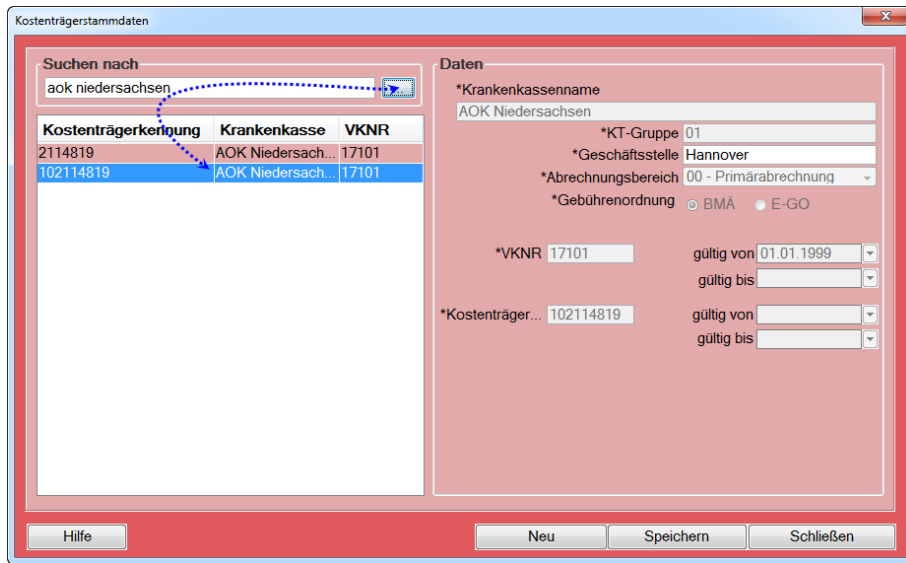 Kostenträgerstammdaten
Suchen nach
aok niedersachsen
...
Kostenträgerkennung Krankenkasse VKNR
2114819 AOK Niedersach... 17101
102114819 AOK Niedersach... 17101
Daten
*Krankenkassenname
AOK Niedersachsen
*KT-Gruppe 01
*Geschäftsstelle Hannover
*Abrechnungsbereich 00 - Primärabrechnung
*Gebührenordnung BMÄ E-GO
*VKNR 17101 gültig von 01.01.1999
gültig bis
*Kostenträger... 102114819 gültig von
gültig bis
Hilfe Neu Speichern Schließen